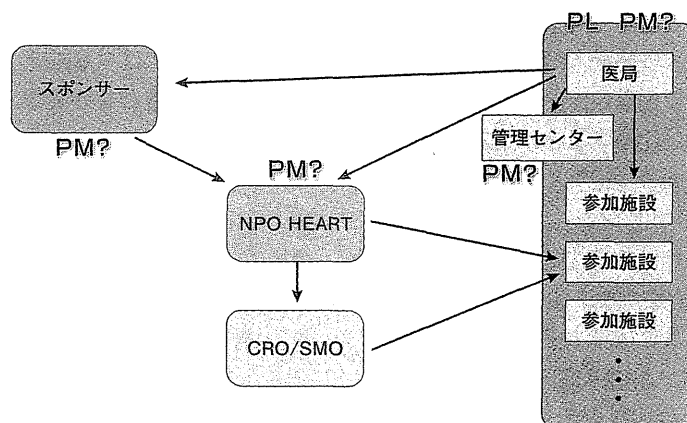 PL PM?
医局
スポンサー
管理センター
PM?
PM?
PM?
参加施設
NPO HEART
参加施設
CRO/SMO
参加施設